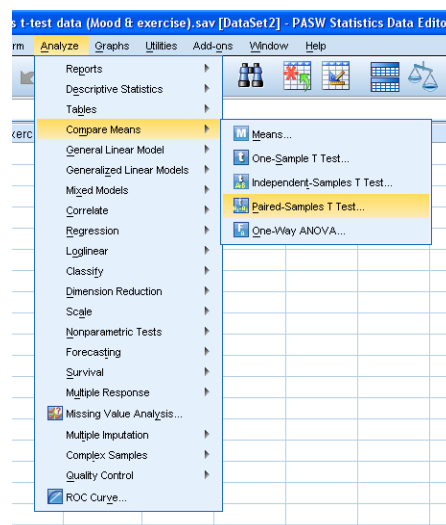 s t-test data (Mood & exercise).sav [DataSet2] - PASW Statistics Data Edito
rm Analyze Graphs Utilities Add-ons Window Help
Reports
Descriptive Statistics
Tables
exerc Compare Means
Means...
General Linear Model
One-Sample T Test...
Generalized Linear Models
Independent-Samples T Test...
Mixed Models
Correlate
Paired-Samples T Test...
Regression
One-Way ANOVA...
Loglinear
Classify
Dimension Reduction
Scale
Nonparametric Tests
Forecasting
Survival
Multiple Response
Missing Value Analysis...
Multiple Imputation
Complex Samples
Quality Control
ROC Curve...